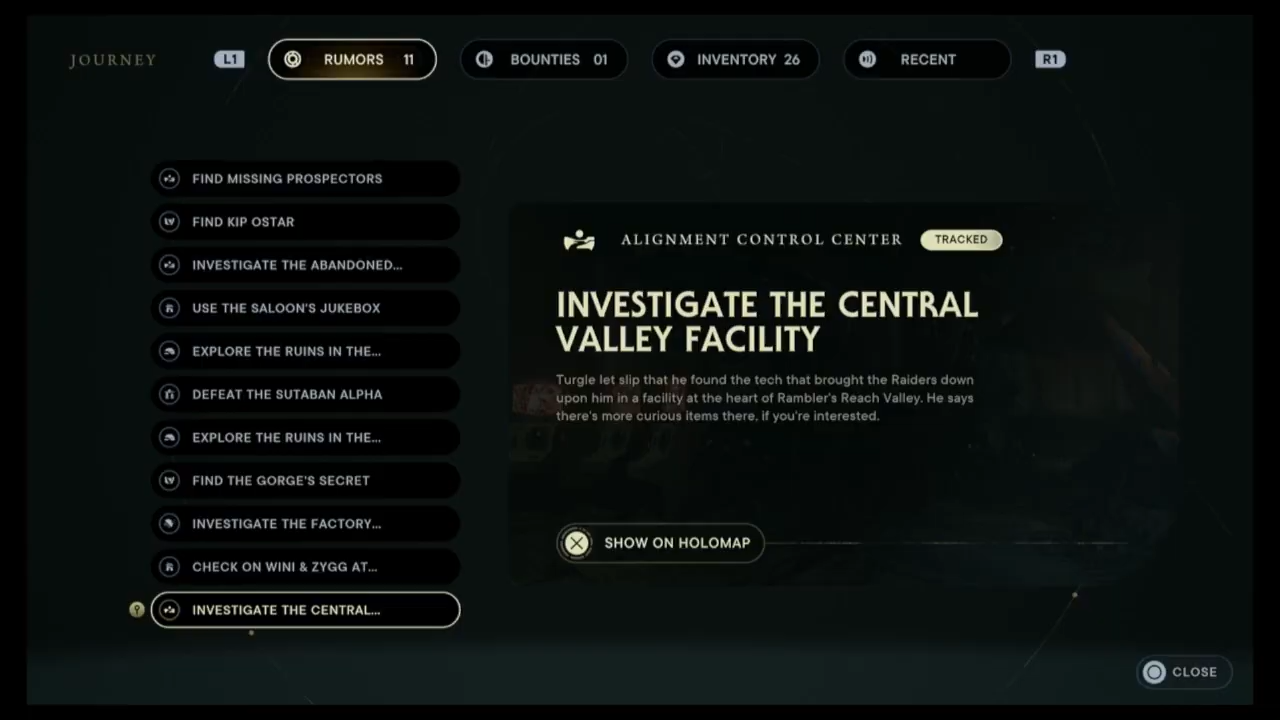 JOURNEY
L1
RUMORS 11
BOUNTIES 01
INVENTORY 26
RECENT
R1
FIND MISSING PROSPECTORS
FIND KIP OSTAR
INVESTIGATE THE ABANDONED...
USE THE SALOON'S JUKEBOX
EXPLORE THE RUINS IN THE...
DEFEAT THE SUTABAN ALPHA
EXPLORE THE RUINS IN THE...
FIND THE GORGE'S SECRET
INVESTIGATE THE FACTORY...
CHECK ON WINI & ZYGG AT...
INVESTIGATE THE CENTRAL...
ALIGNMENT CONTROL CENTER
TRACKED
INVESTIGATE THE CENTRAL
VALLEY FACILITY
Turgle let slip that he found the tech that brought the Raiders down
upon him in a facility at the heart of Rambler's Reach Valley. He says
there's more curious items there, if you're interested.
SHOW ON HOLOMAP
CLOSE